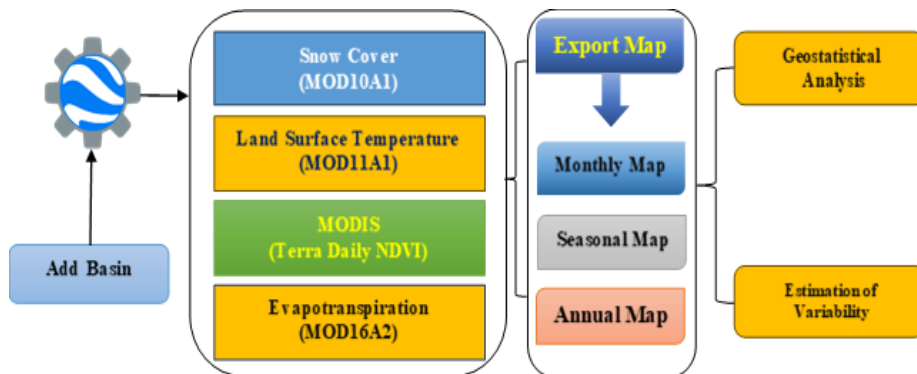 Add Basin
Snow Cover
(MOD10A1)
Land Surface Temperature
(MOD11A1)
MODIS
(Terra Daily NDVI)
Evapotranspiration
(MOD16A2)
Export Map
Monthly Map
Seasonal Map
Annual Map
Geostatistical
Analysis
Estimation of
Variability